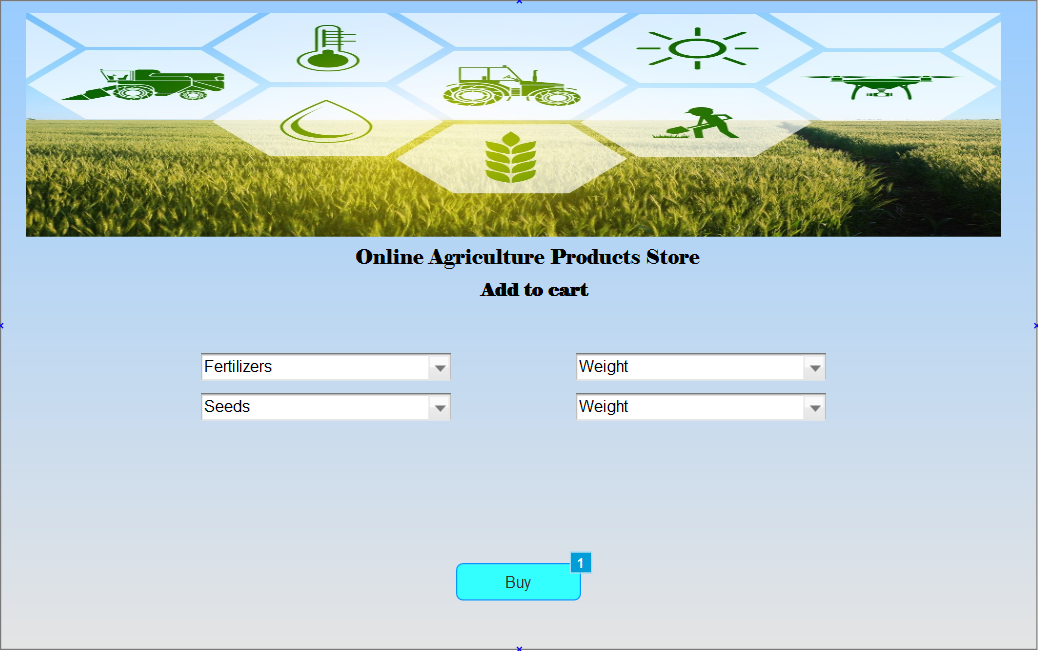 Online Agriculture Products Store
Add to cart
Fertilizers
Weight
Seeds
Weight
1
Buy